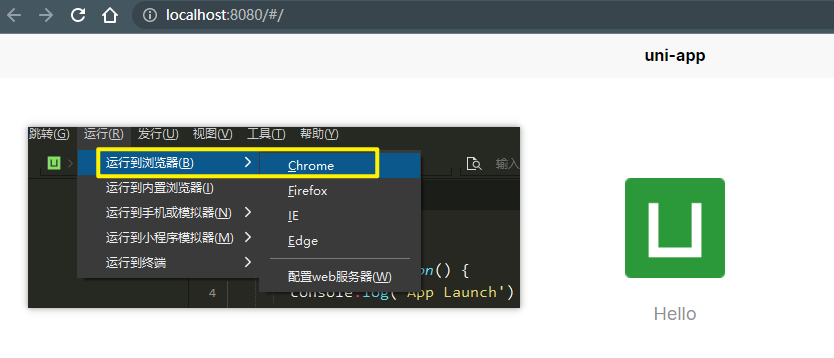 localhost:8080/#/
uni-app
跳转(G) 运行(R) 发行(U) 视图(V) 工具(T) 帮助(Y)
运行到浏览器(B)
运行到内置浏览器(I)
运行到手机或模拟器(N)
运行到小程序模拟器(M)
运行到终端
Chrome
Firefox
IE
Edge
配置web服务器(W)
输入
on() {
4 console.log('App Launch')
Hello